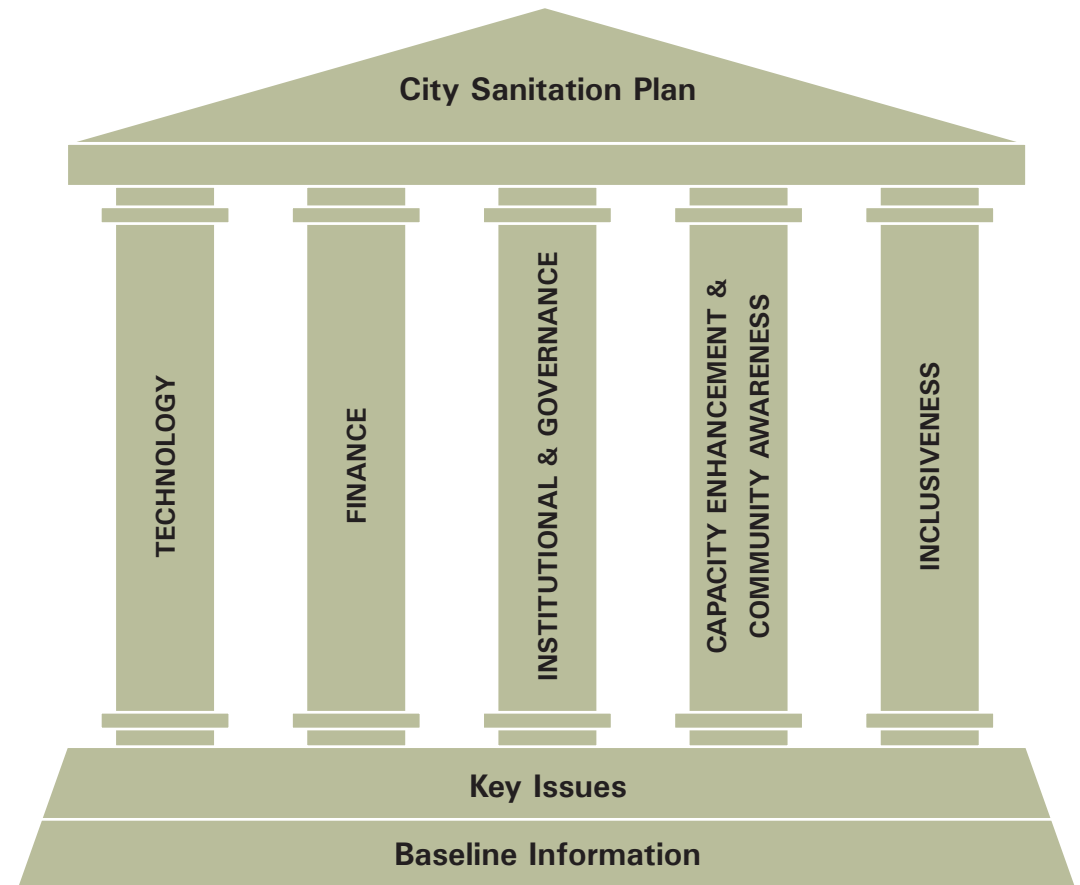 City Sanitation Plan
TECHNOLOGY
FINANCE
INSTITUTIONAL & GOVERNANCE
CAPACITY ENHANCEMENT &
COMMUNITY AWARENESS
INCLUSIVENESS
Key Issues
Baseline Information